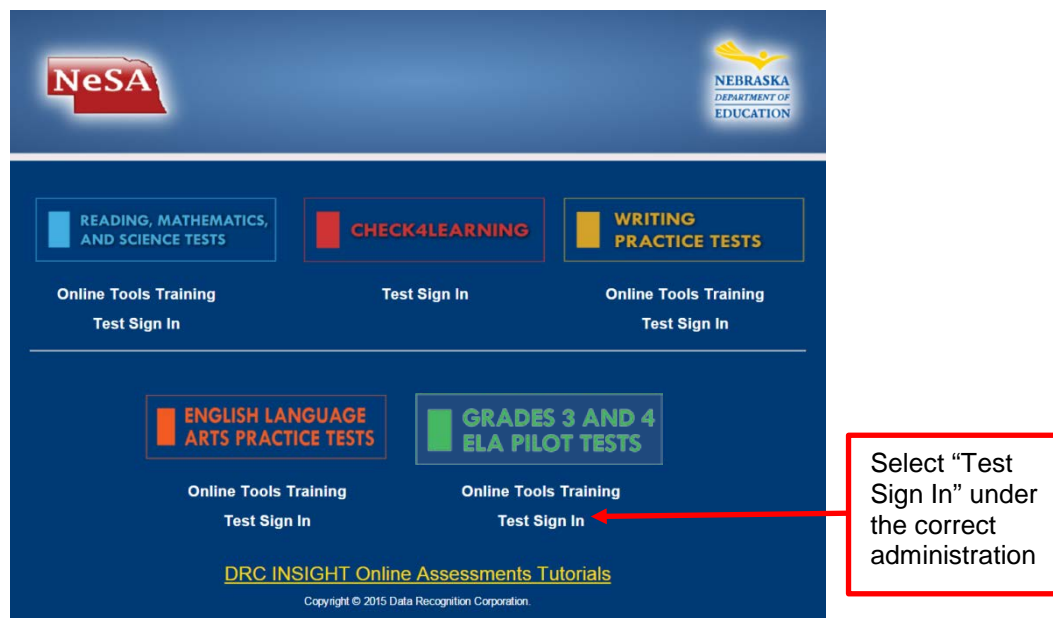 NeSA
NEBRASKA
DEPARTMENT OF
EDUCATION
READING, MATHEMATICS,
AND SCIENCE TESTS
Online Tools Training
Test Sign In
CHECK4LEARNING
Test Sign In
WRITING
PRACTICE TESTS
Online Tools Training
Test Sign In
ENGLISH LANGUAGE
ARTS PRACTICE TESTS
Online Tools Training
Test Sign In
GRADES 3 AND 4
ELA PILOT TESTS
Online Tools Training
Test Sign In
Select “Test
Sign In” under
the correct
administration
DRC INSIGHT Online Assessments Tutorials
Copyright © 2015 Data Recognition Corporation.